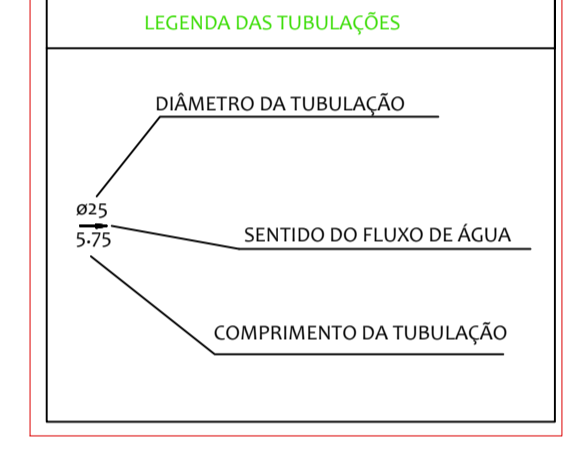 LEGENDA DAS TUBULAÇÕES
DIÂMETRO DA TUBULAÇÃO
ø25
5.75
SENTIDO DO FLUXO DE ÁGUA
COMPRIMENTO DA TUBULAÇÃO